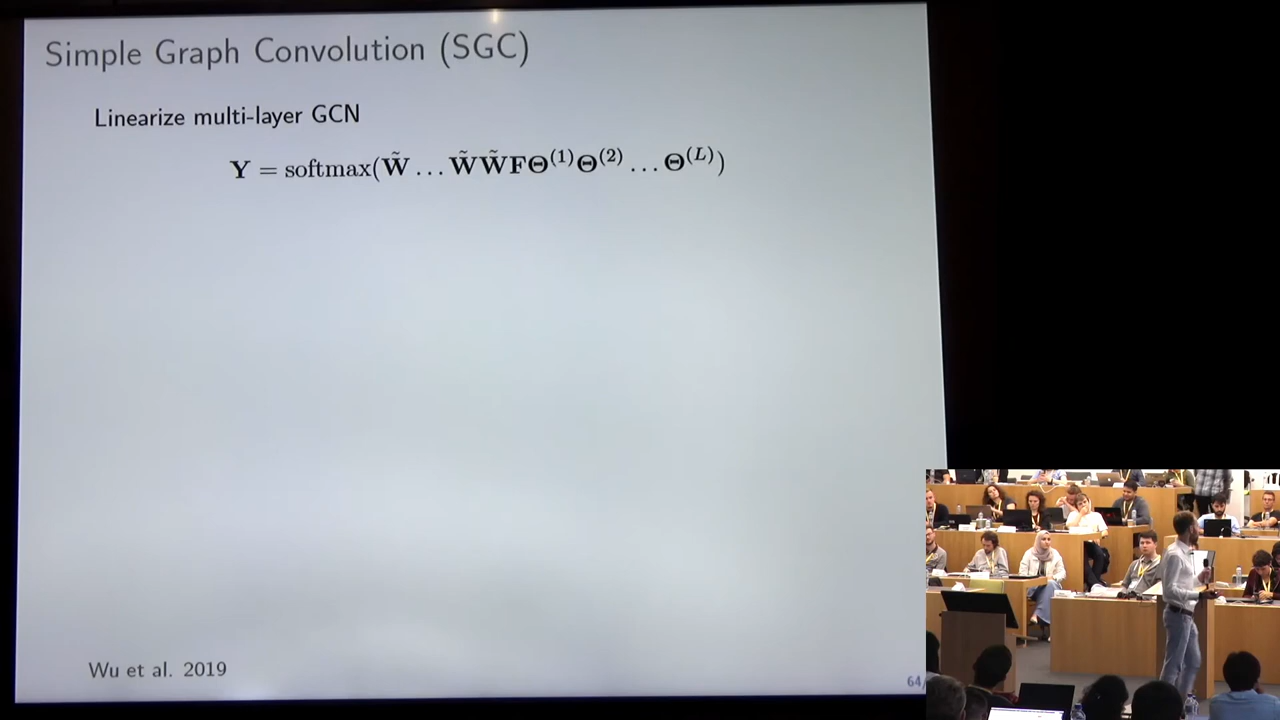 Simple Graph Convolution (SGC)
Linearize multi-layer GCN
Y = softmax(W̃ … W̃W̃FΘ⁽¹⁾Θ⁽²⁾ … Θ⁽ᴸ⁾)
Wu et al. 2019
64/